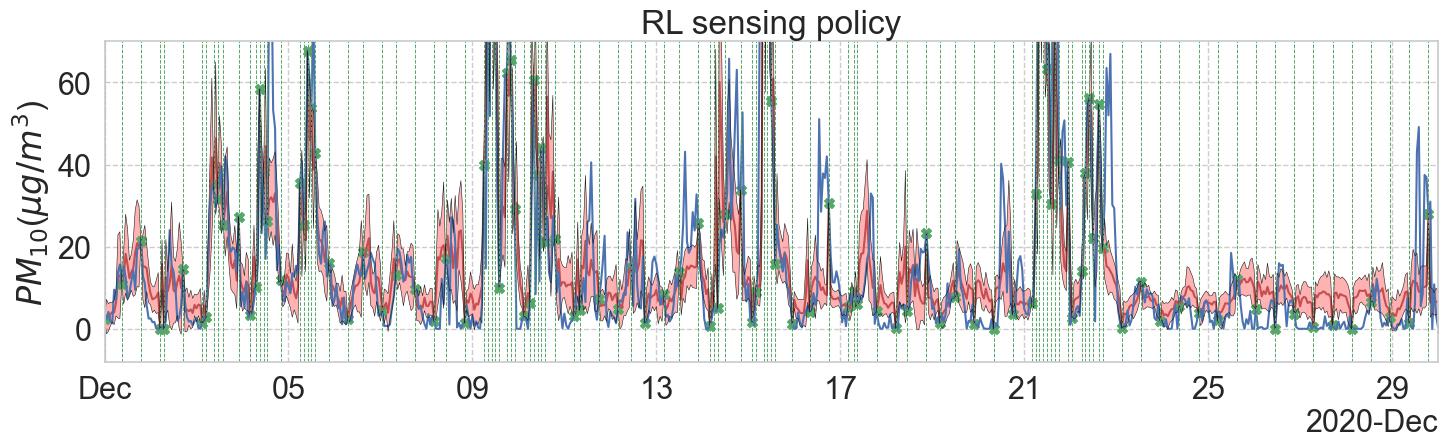 RL sensing policy
PM₁₀(μg/m³)
60
40
20
0
Dec 05 09 13 17 21 25 29
2020-Dec